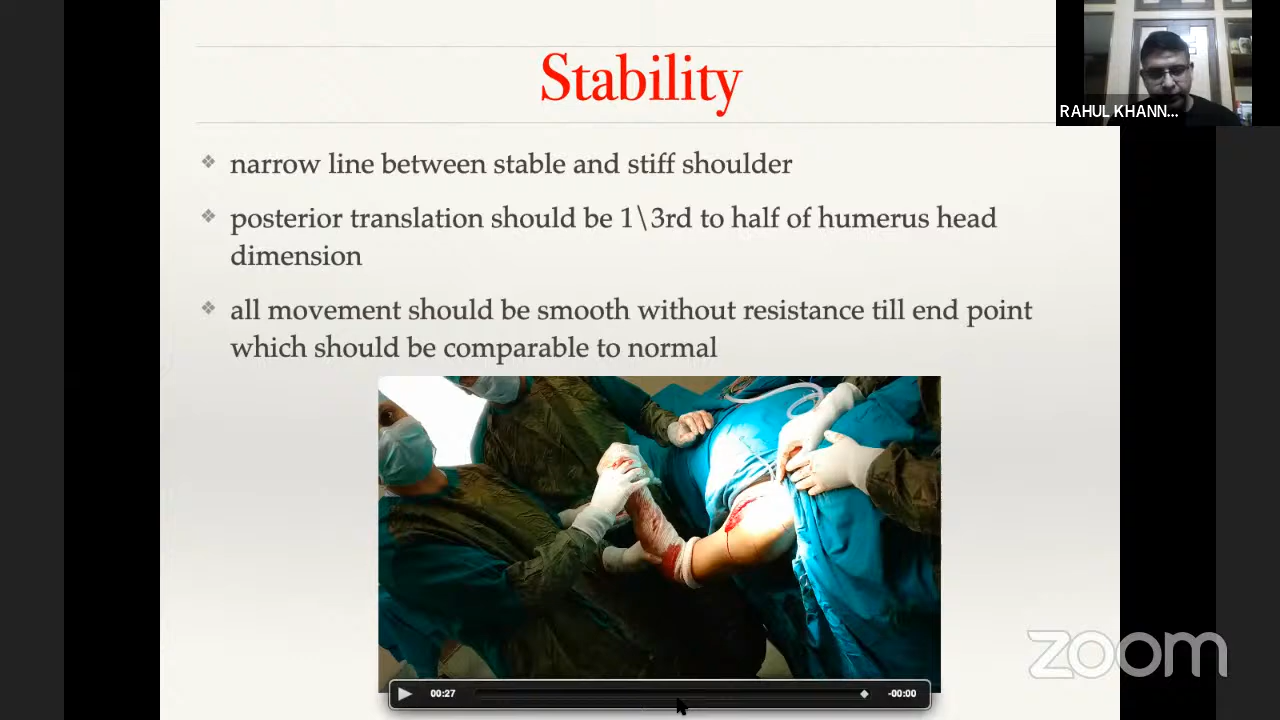 Stability
RAHUL KHANN...
narrow line between stable and stiff shoulder
posterior translation should be 1\3rd to half of humerus head
dimension
all movement should be smooth without resistance till end point
which should be comparable to normal
zoom
00:27
-00:00